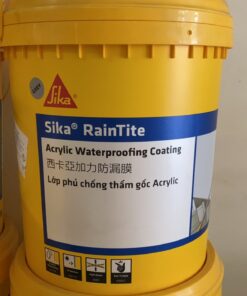 Sika
Sika® RainTite
Acrylic Waterproofing Coating
西卡亞加力防漏膜
Lớp phủ chống thấm gốc Acrylic